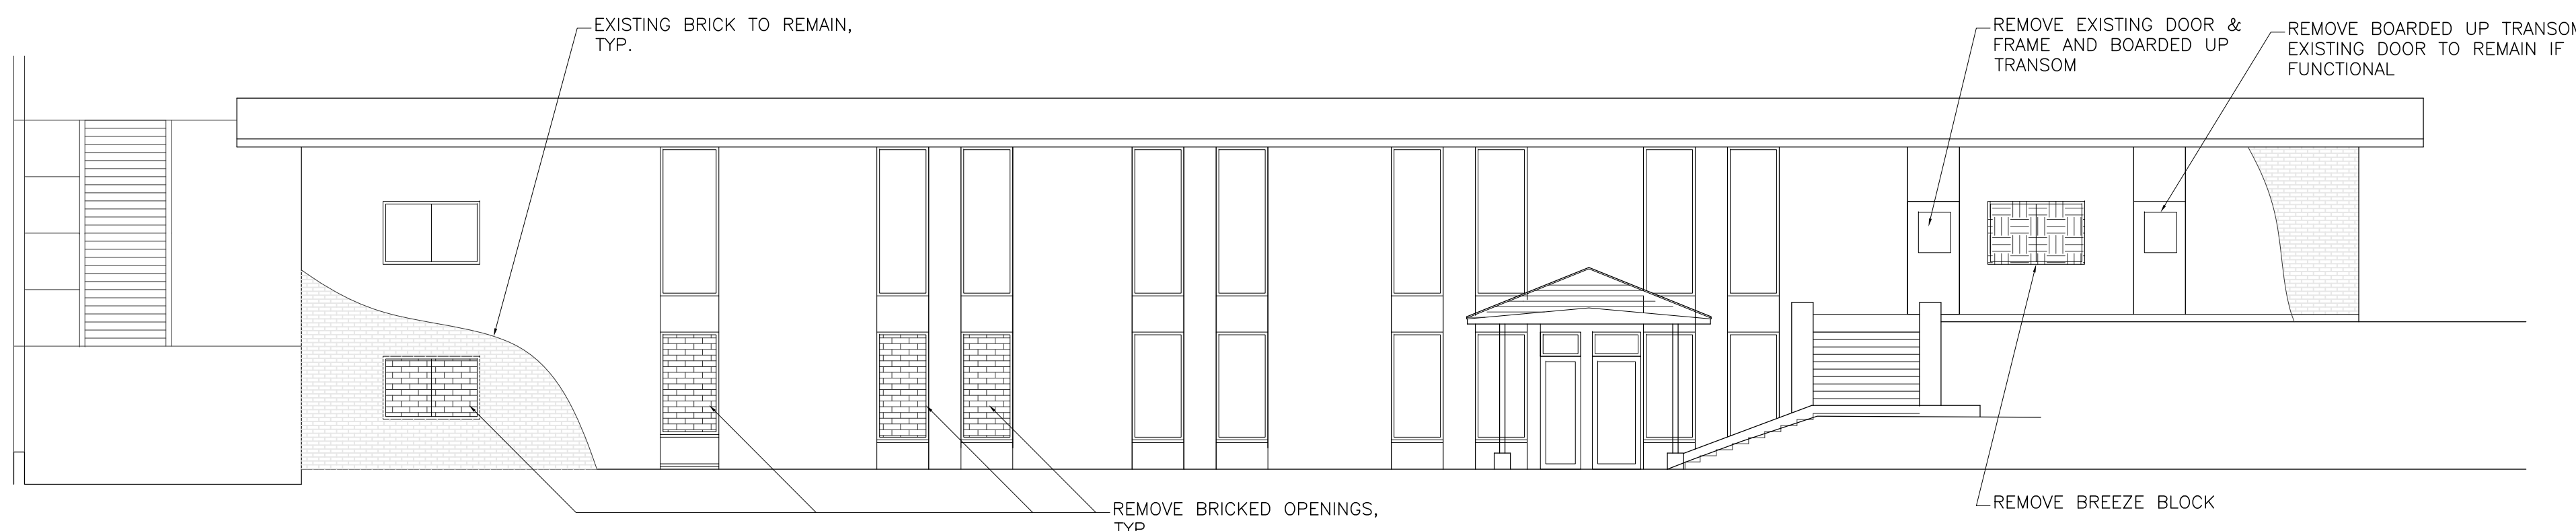 EXISTING BRICK TO REMAIN,
TYP.
REMOVE EXISTING DOOR &
FRAME AND BOARDED UP
TRANSOM
REMOVE BOARDED UP TRANSOM
EXISTING DOOR TO REMAIN IF
FUNCTIONAL
REMOVE BRICKED OPENINGS,
TYP
REMOVE BREEZE BLOCK